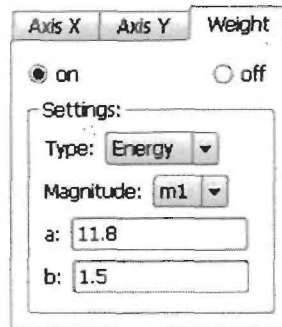 Axis X Axis Y Weight
on off
Settings:
Type: Energy
Magnitude: m1
a: 11.8
b: 1.5